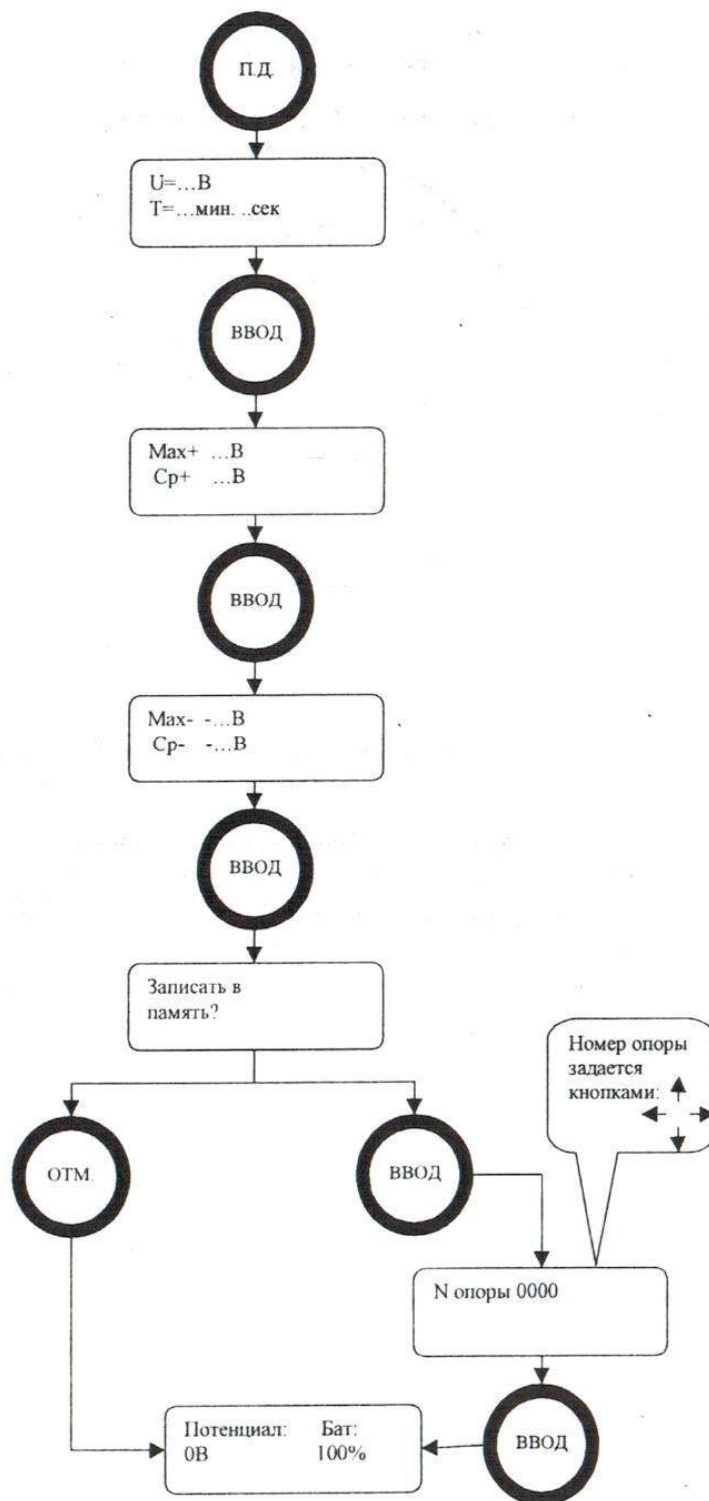 П.Д.
U=...В
T=...мин. ..сек
ВВОД
Max+ ...В
Ср+ ...В
ВВОД
Max- -...В
Ср- -...В
ВВОД
Записать в
память?
Номер опоры
задается
кнопками:
ОТМ.
ВВОД
N опоры 0000
Потенциал: Бат:
0В 100%
ВВОД